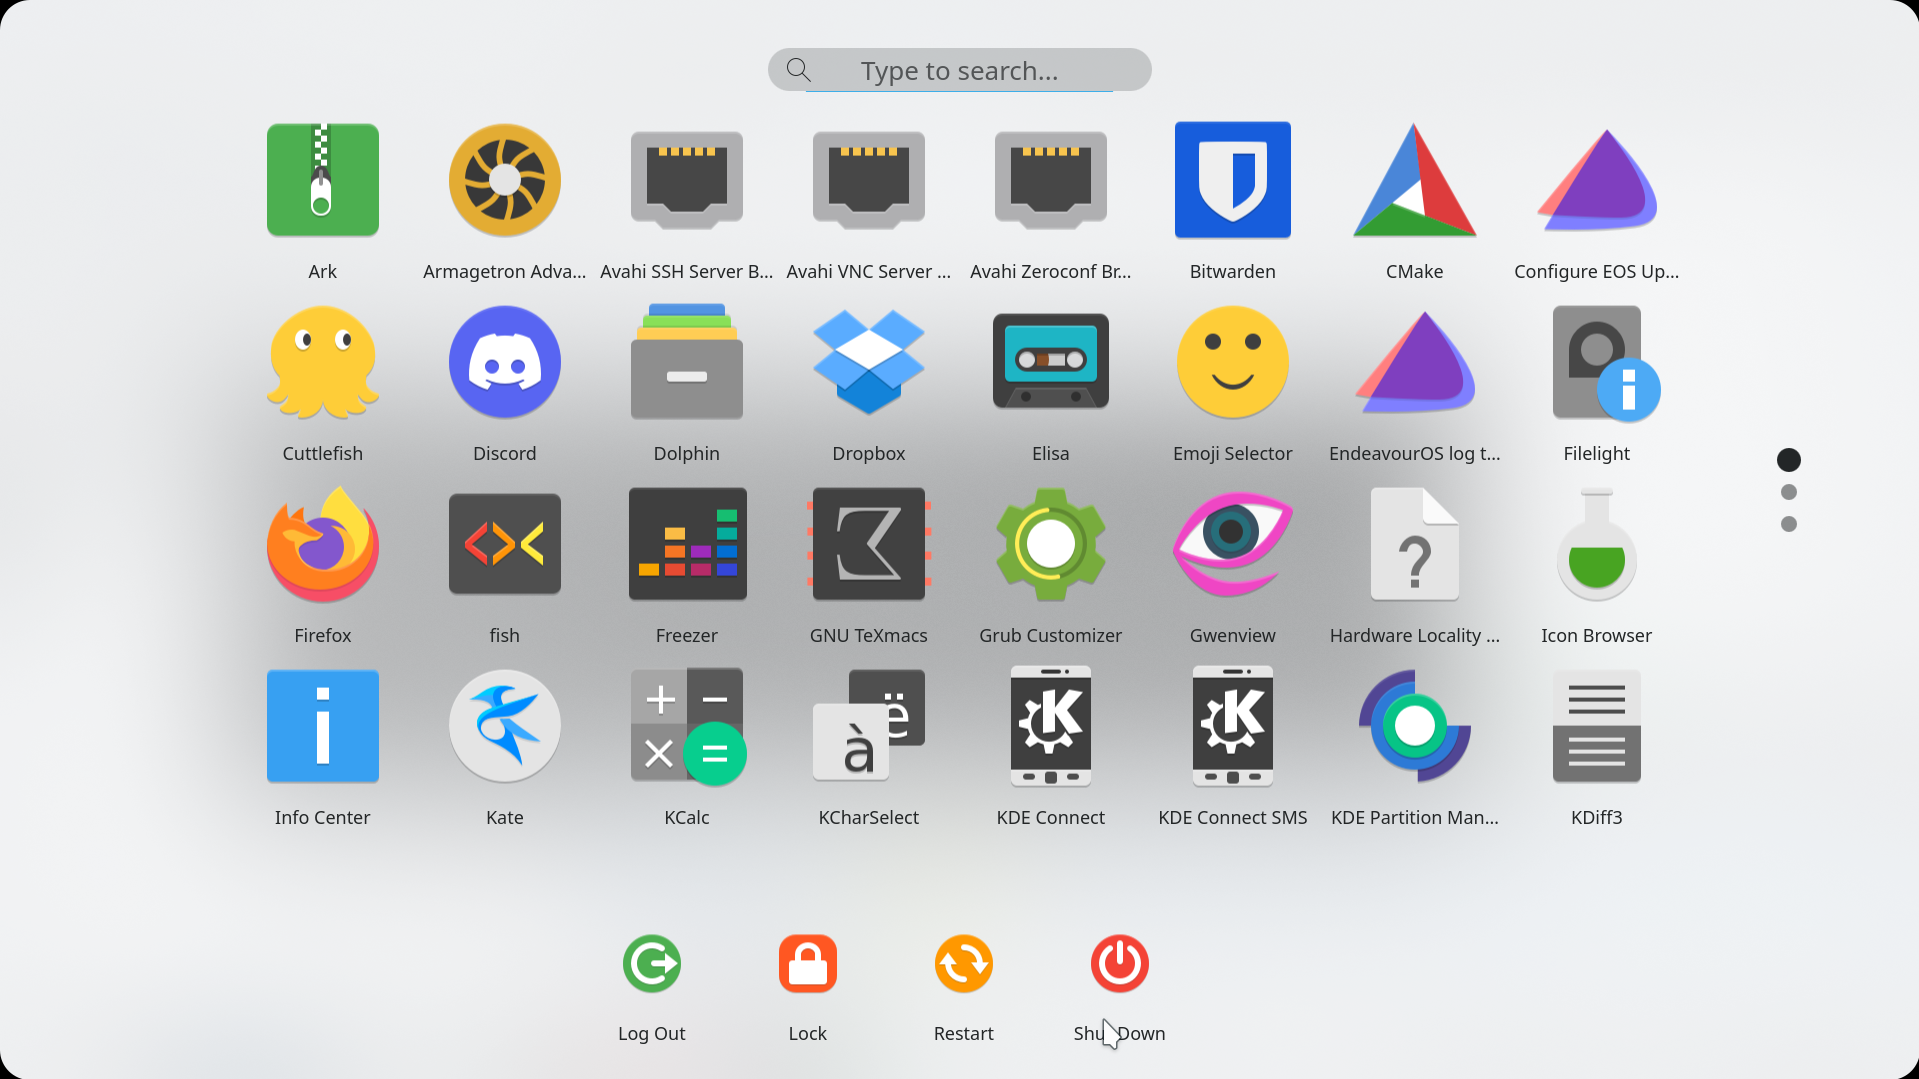 Type to search...
Ark
Armagetron Adva...
Avahi SSH Server B...
Avahi VNC Server ...
Avahi Zeroconf Br...
Bitwarden
CMake
Configure EOS Up...
Cuttlefish
Discord
Dolphin
Dropbox
Elisa
Emoji Selector
EndeavourOS log t...
Filelight
Firefox
fish
Freezer
GNU TeXmacs
Grub Customizer
Gwenview
Hardware Locality ...
Icon Browser
Info Center
Kate
KCalc
KCharSelect
KDE Connect
KDE Connect SMS
KDE Partition Man...
KDiff3
Log Out
Lock
Restart
Shut Down